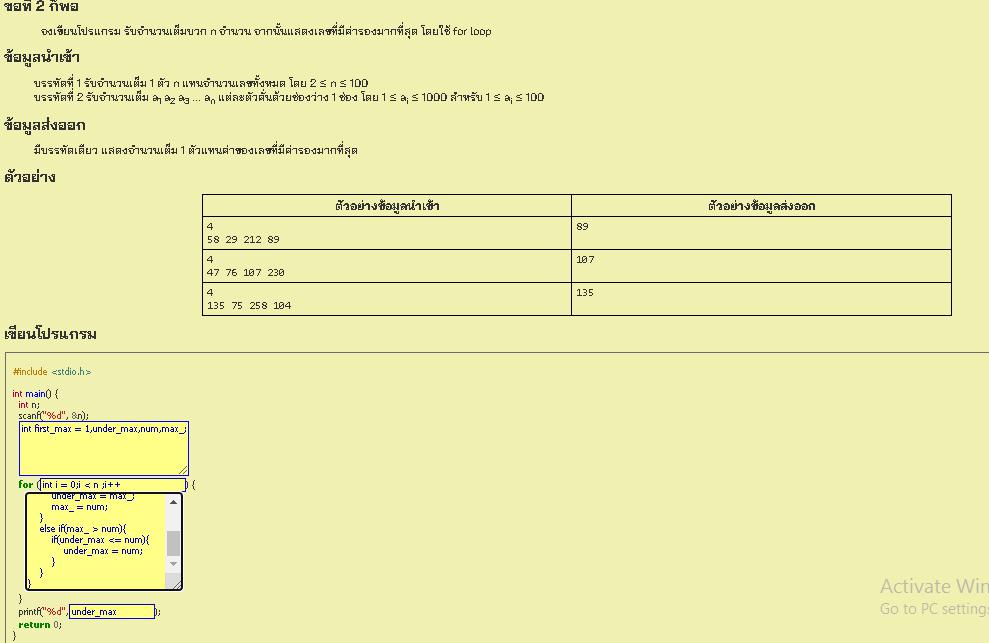 ข้อที่ 2 ก็พอ
จงเขียนโปรแกรม รับจำนวนเต็มบวก n จำนวน จากนั้นแสดงเลขที่มีค่ารองมากที่สุด โดยใช้ for loop
ข้อมูลนำเข้า
บรรทัดที่ 1 รับจำนวนเต็ม 1 ตัว n แทนจำนวนเลขทั้งหมด โดย 2 ≤ n ≤ 100
บรรทัดที่ 2 รับจำนวนเต็ม a1 a2 a3 ... an แต่ละตัวคั่นด้วยช่องว่าง 1 ช่อง โดย 1 ≤ ai ≤ 1000 สำหรับ 1 ≤ ai ≤ 100
ข้อมูลส่งออก
มีบรรทัดเดียว แสดงจำนวนเต็ม 1 ตัวแทนค่าของเลขที่มีค่ารองมากที่สุด
ตัวอย่าง
ตัวอย่างข้อมูลนำเข้า ตัวอย่างข้อมูลส่งออก
4 89
58 29 212 89
4 107
47 76 107 230
4 135
135 75 258 104
เขียนโปรแกรม
#include <stdio.h>
int main() {
int n;
scanf("%d", &n);
int first_max = 1,under_max,num,max_;
for (int i = 0;i < n ;i++) {
under_max = max_;
max_ = num;
}
else if(max_ > num){
if(under_max <= num){
under_max = num;
}
}
}
}
printf("%d", under_max);
return 0;
}
Activate Win
Go to PC settings